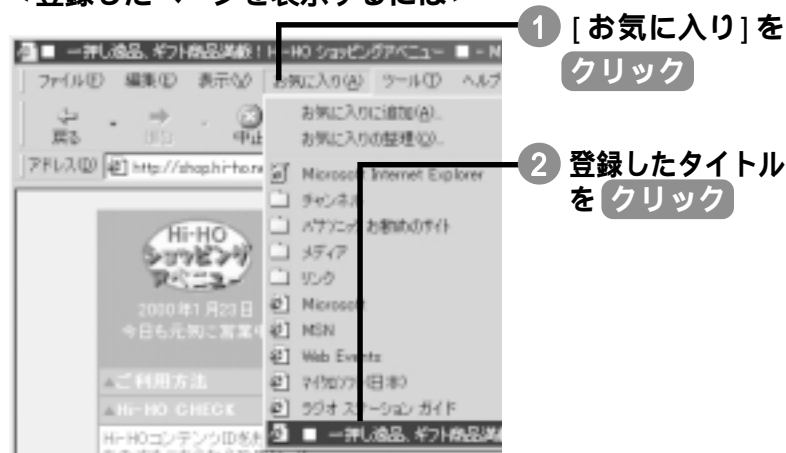 <登録したページを表示するには>
1 [お気に入り]を
クリック
2 登録したタイトル
を クリック
■ 一押し逸品、ギフト商品満載! Hi-HO ショッピングアベニュー ■ - M
ファイル(F) 編集(E) 表示(V) お気に入り(A) ツール(T) ヘルプ
戻る 中止
お気に入りに追加(A)...
お気に入りの整理(O)...
アドレス(D) http://shop.hi-ho.ne
Microsoft Internet Explorer
チャンネル
パナソニック お勧めのサイト
メディア
リンク
Microsoft
MSN
Web Events
マイクロソフト(日本)
ラジオ ステーション ガイド
■ 一押し逸品、ギフト商品満
Hi-HO
ショッピング
アベニュー
2000年1月23日
今日も元気に営業中
▲ご利用方法
▲Hi-HO CHECK
Hi-HOコンテンツIDをお